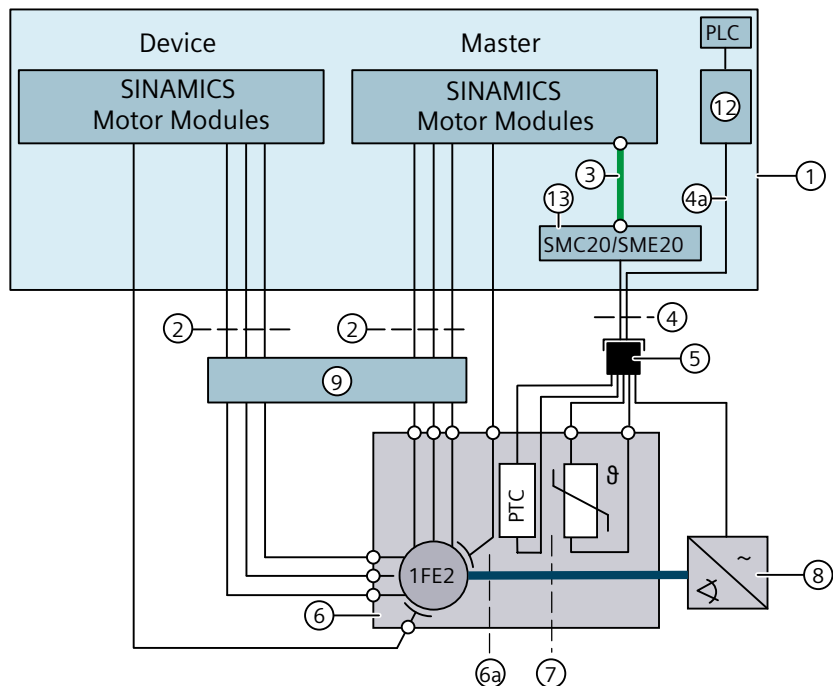 Device
Master
PLC
SINAMICS
Motor Modules
SINAMICS
Motor Modules
12
3
1
13
4a
SMC20/SME20
2
2
4
5
9
PTC
ϑ
1FE2
~
8
6
6a
7